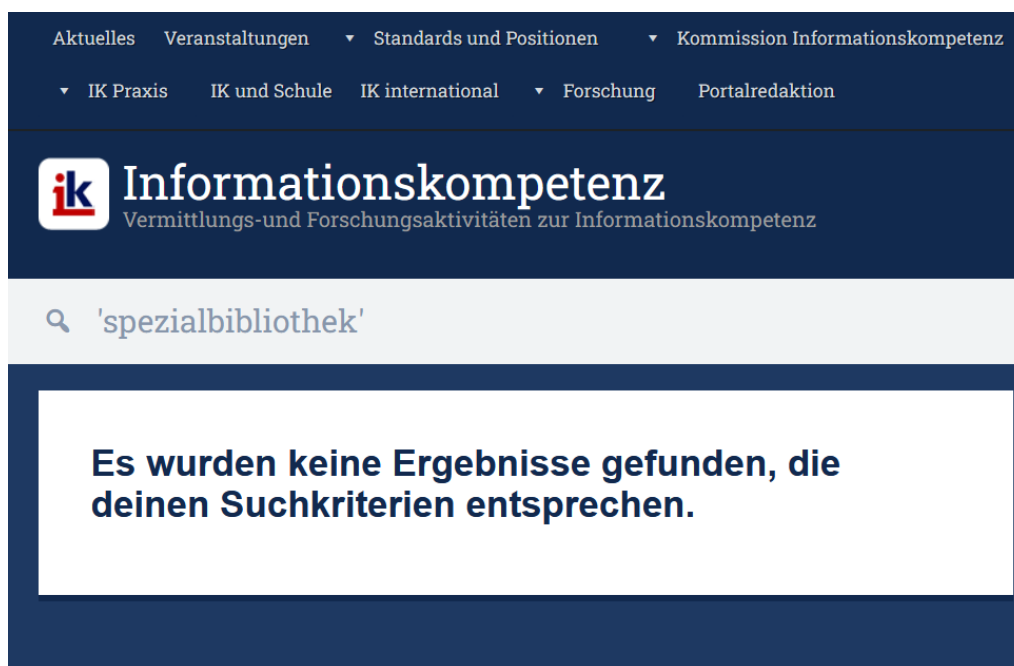 Aktuelles Veranstaltungen ▾ Standards und Positionen ▾ Kommission Informationskompetenz
▾ IK Praxis IK und Schule IK international ▾ Forschung Portalredaktion
ik Informationskompetenz
Vermittlungs-und Forschungsaktivitäten zur Informationskompetenz
'spezialbibliothek'
Es wurden keine Ergebnisse gefunden, die
deinen Suchkriterien entsprechen.